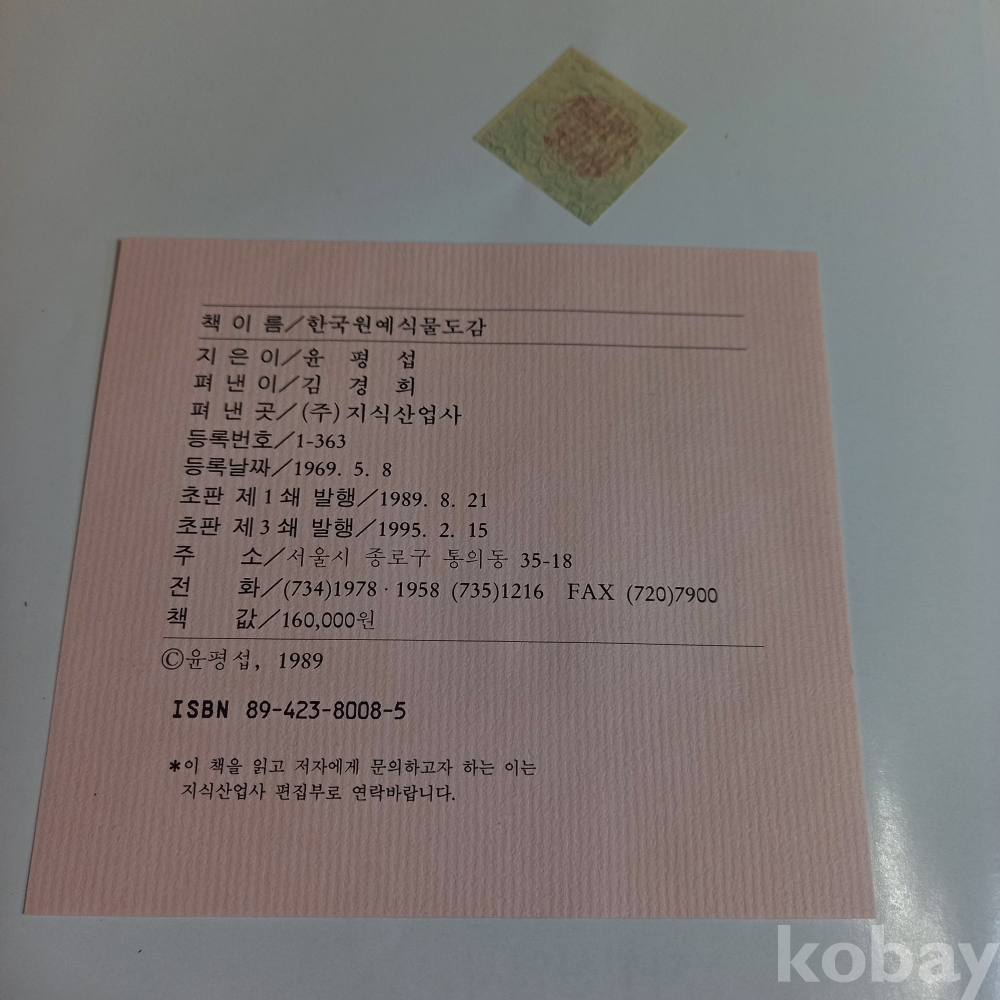 책 이 름/한국원예식물도감
지 은 이/윤 평 섭
펴 낸 이/김 경 희
펴 낸 곳/(주)지식산업사
등록번호/1-363
등록날짜/1969. 5. 8
초판 제1쇄 발행/1989. 8. 21
초판 제3쇄 발행/1995. 2. 15
주 소/서울시 종로구 통의동 35-18
전 화/(734)1978·1958 (735)1216 FAX (720)7900
책 값/160,000원
©윤평섭, 1989
ISBN 89-423-8008-5
*이 책을 읽고 저자에게 문의하고자 하는 이는
지식산업사 편집부로 연락바랍니다.
kobay